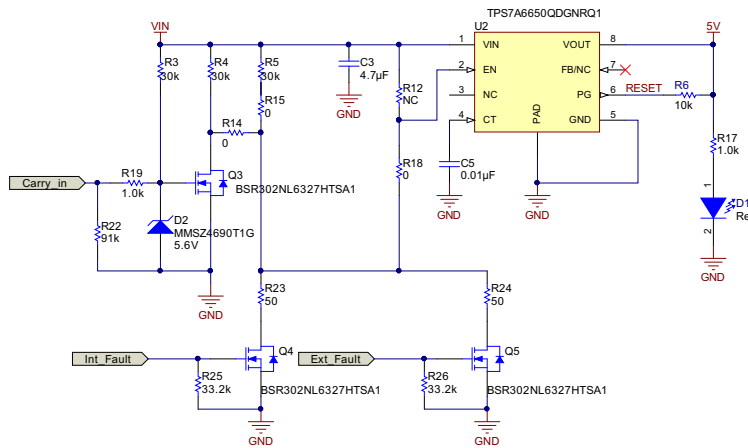 TPS7A6650QDGNRQ1
VIN
U2
5V
R3
30k
R4
30k
R5
30k
C3
4.7µF
GND
R15
0
R12
NC
1
VIN
VOUT
8
2
EN
FB/NC
7
3
NC
PG
6
RESET
R6
10k
4
CT
PAD
GND
5
R14
0
R18
0
C5
0.01µF
GND
GND
R17
1.0k
1
D1
Re
2
GND
Carry_in
R19
1.0k
Q3
BSR302NL6327HTSA1
R22
91k
D2
MMSZ4690T1G
5.6V
GND
R23
50
R24
50
Int_Fault
Q4
BSR302NL6327HTSA1
R25
33.2k
GND
Ext_Fault
Q5
BSR302NL6327HTSA1
R26
33.2k
GND